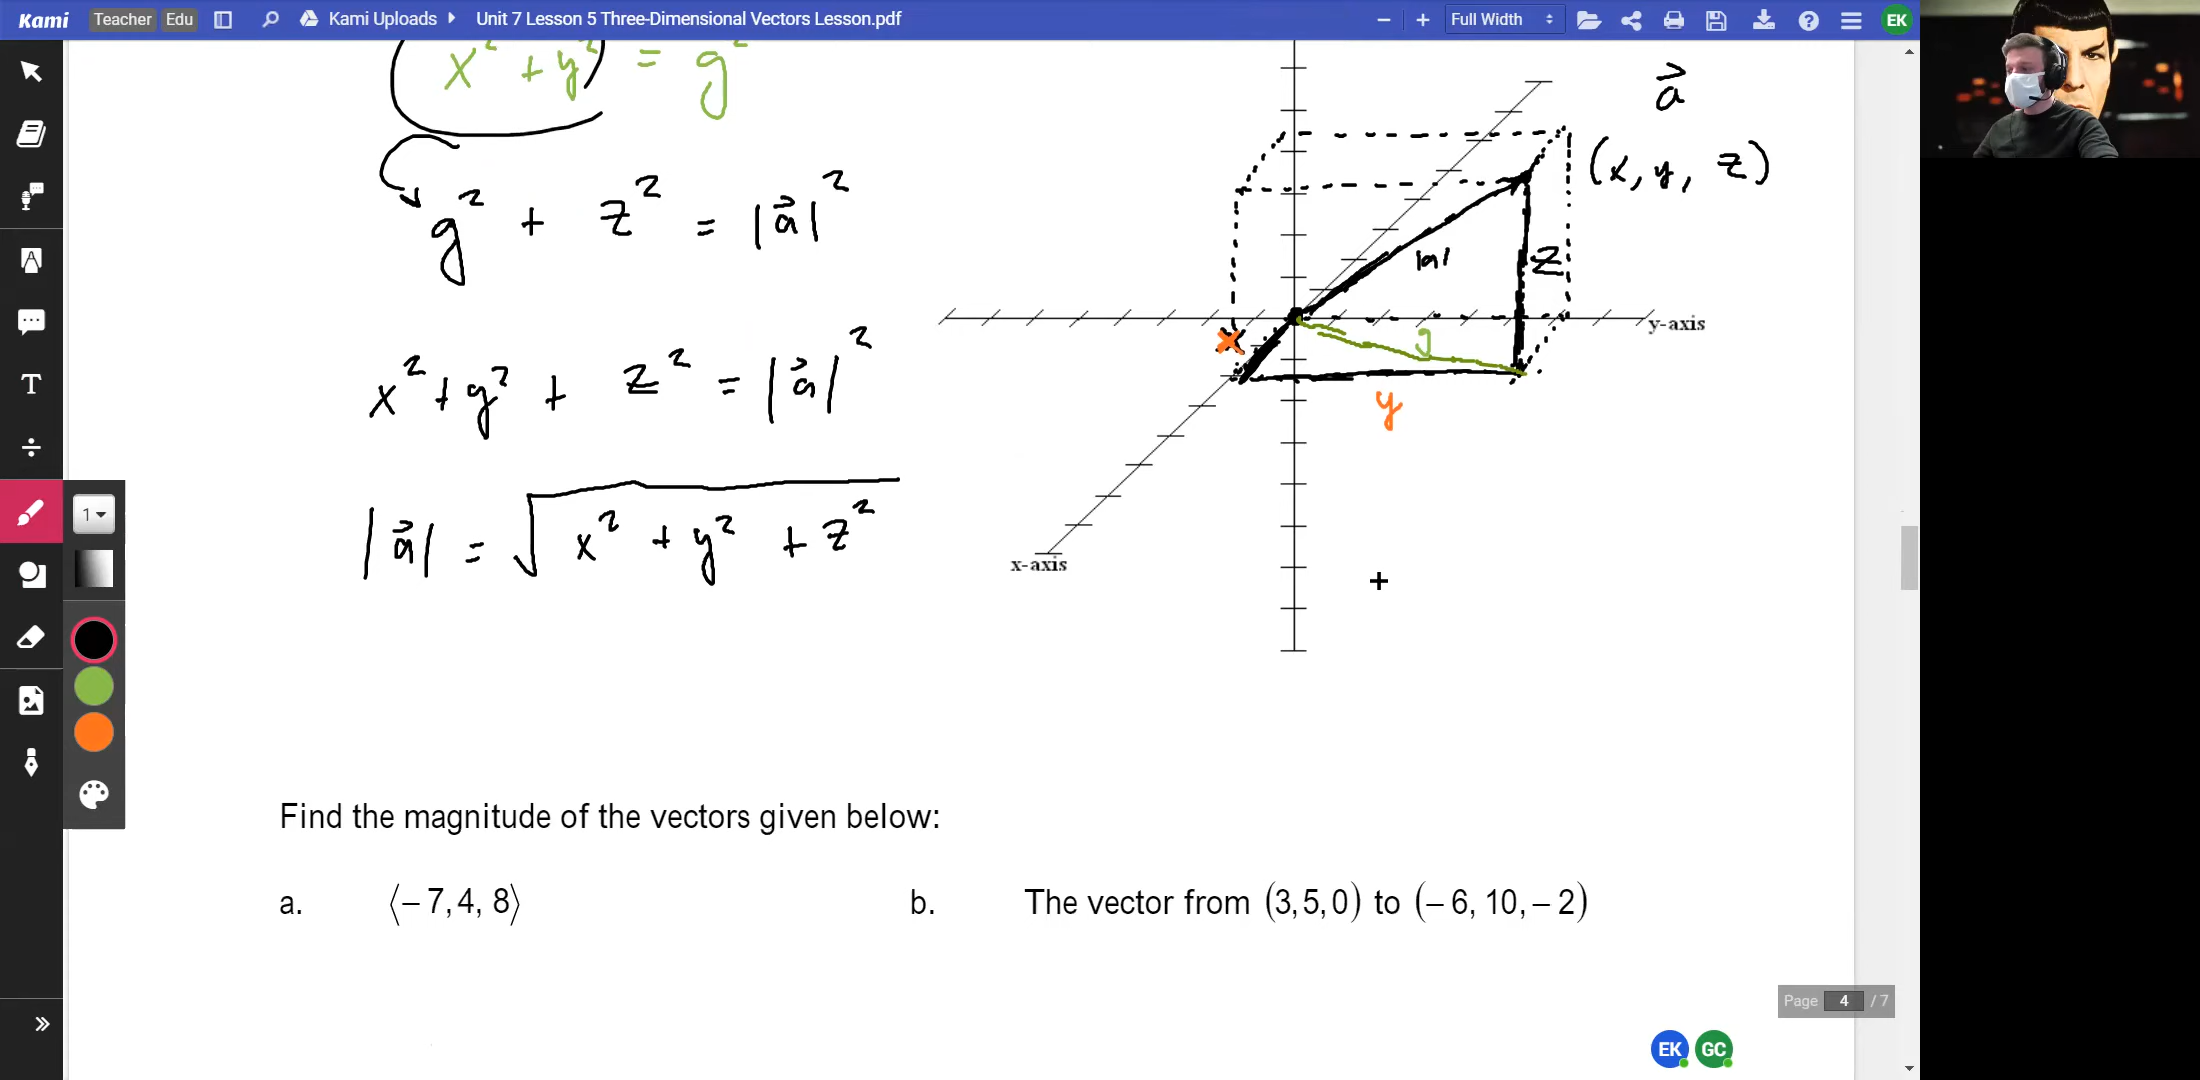 Kami Teacher Edu Kami Uploads Unit 7 Lesson 5 Three-Dimensional Vectors Lesson.pdf Full Width EK
x² + y² = g²
g² + z² = |a⃗|²
x² + y² + z² = |a⃗|²
|a⃗| = √x² + y² + z²
a⃗
(x, y, z)
|a|
z
x
g
y
y-axis
x-axis
1
Find the magnitude of the vectors given below:
a. ⟨– 7, 4, 8⟩
b. The vector from (3, 5, 0) to (– 6, 10, – 2)
Page 4 / 7
EK GC